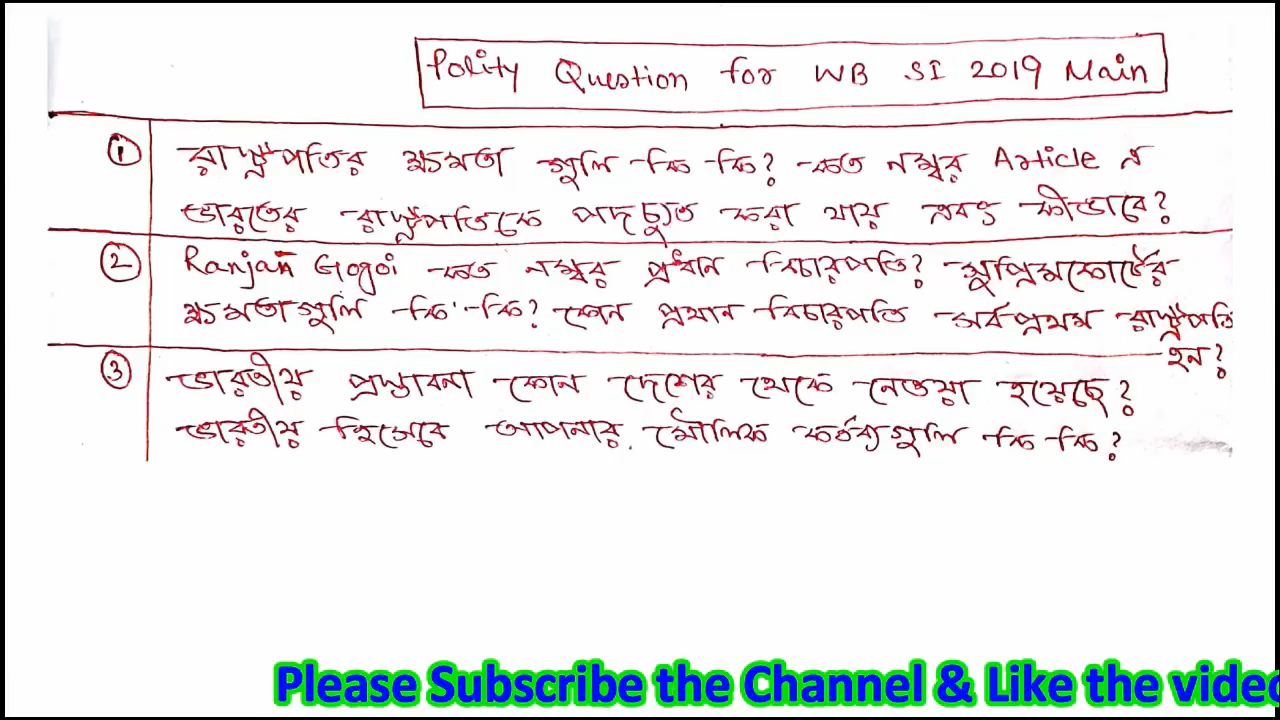 Polity Question for WB SI 2019 Main
① রাষ্ট্রপতির ক্ষমতা গুলি কি কি? কত নম্বর Article এ
ভারতের রাষ্ট্রপতিকে পদচ্যুত করা যায় এবং কীভাবে?
② Ranjan Gogoi কত নম্বর প্রধান বিচারপতি? সুপ্রিমকোর্টের
ক্ষমতাগুলি কি কি? কোন প্রধান বিচারপতি সর্বপ্রথম রাষ্ট্রপতি
হন?
③ ভারতীয় প্রস্তাবনা কোন দেশের থেকে নেওয়া হয়েছে?
ভারতীয় হিসেবে আপনার মৌলিক কর্তব্যগুলি কি কি?
Please Subscribe the Channel & Like the video